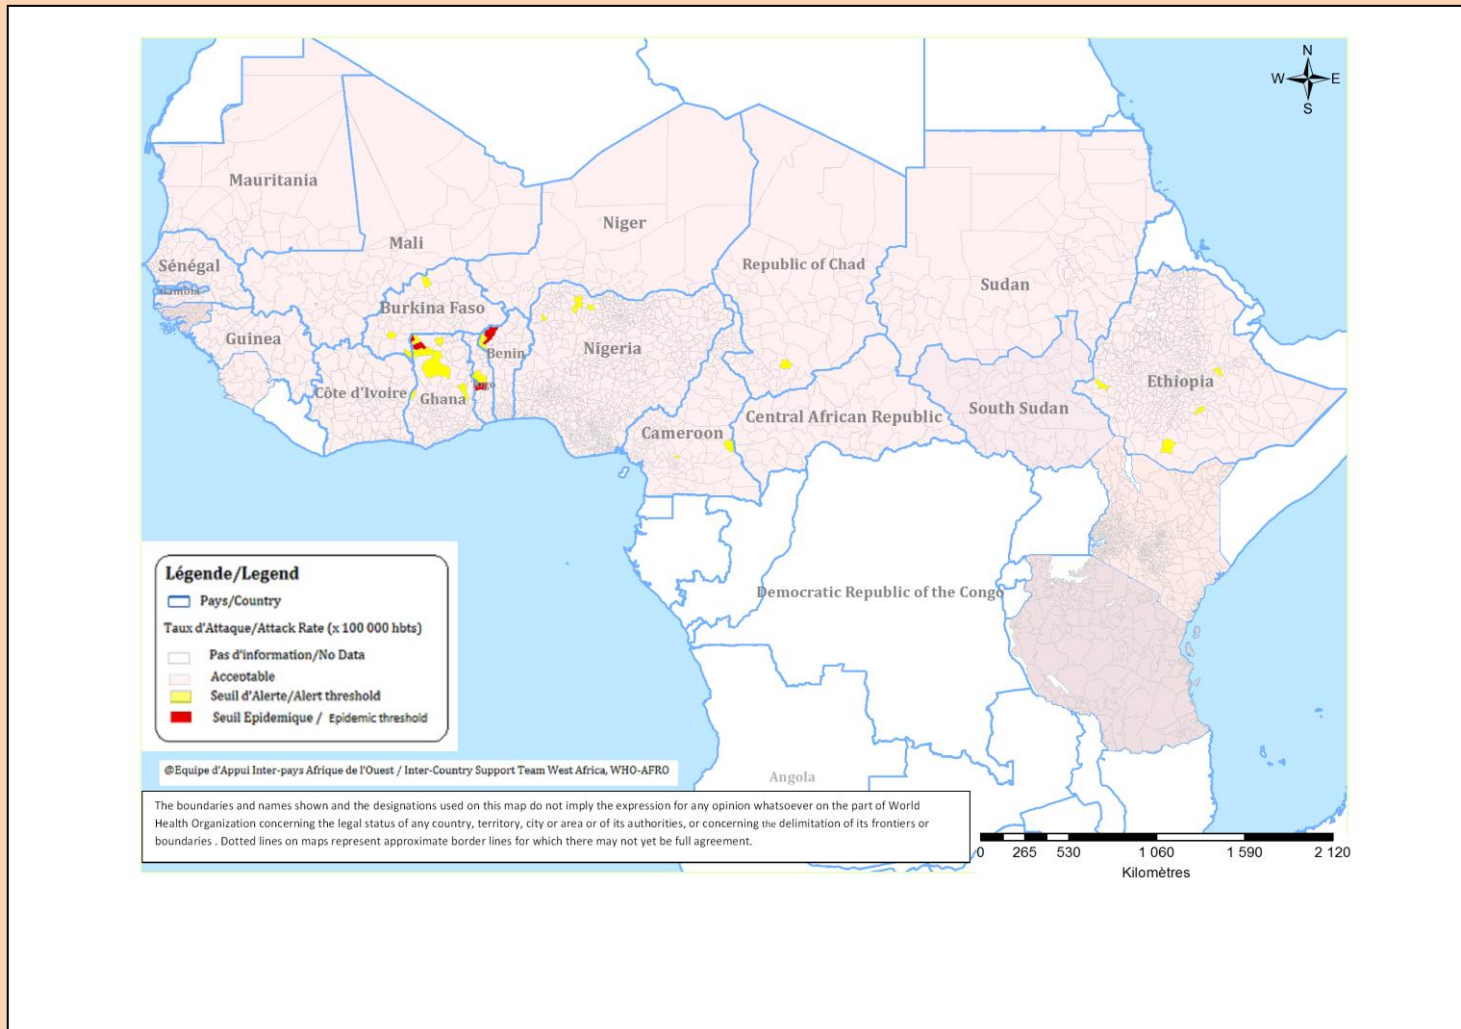 N
W
E
S
Mauritania
Mali
Niger
Republic of Chad
Sudan
Sénégal
Gambia
Burkina Faso
Guinea
Benin
Nigeria
Côte d'Ivoire
Ghana
Ethiopia
South Sudan
Central African Republic
Cameroon
Democratic Republic of the Congo
Angola
Légende/Legend
Pays/Country
Taux d'Attaque/Attack Rate (x 100 000 hbts)
Pas d'information/No Data
Acceptable
Seuil d'Alerte/Alert threshold
Seuil Epidemique / Epidemic threshold
@Equipe d'Appui Inter-pays Afrique de l'Ouest / Inter-Country Support Team West Africa, WHO-AFRO
The boundaries and names shown and the designations used on this map do not imply the expression for any opinion whatsoever on the part of World
Health Organization concerning the legal status of any country, territory, city or area or of its authorities, or concerning the delimitation of its frontiers or
boundaries . Dotted lines on maps represent approximate border lines for which there may not yet be full agreement.
0 265 530 1 060 1 590 2 120
Kilomètres